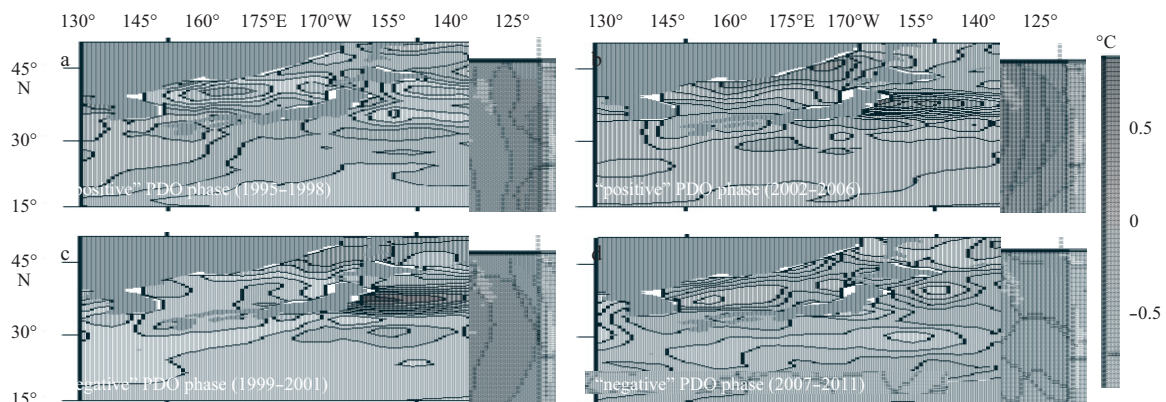 130° 145° 160° 175°E 170°W 155° 140° 125° 130° 145° 160° 175°E 170°W 155° 140° 125°
°C
a b
45°
N
30°
15°
positive” PDO phase (1995–1998) “positive” PDO phase (2002–2006)
0.5
0
−0.5
c d
45°
N
30°
15°
egative” PDO phase (1999–2001) “negative” PDO phase (2007–2011)